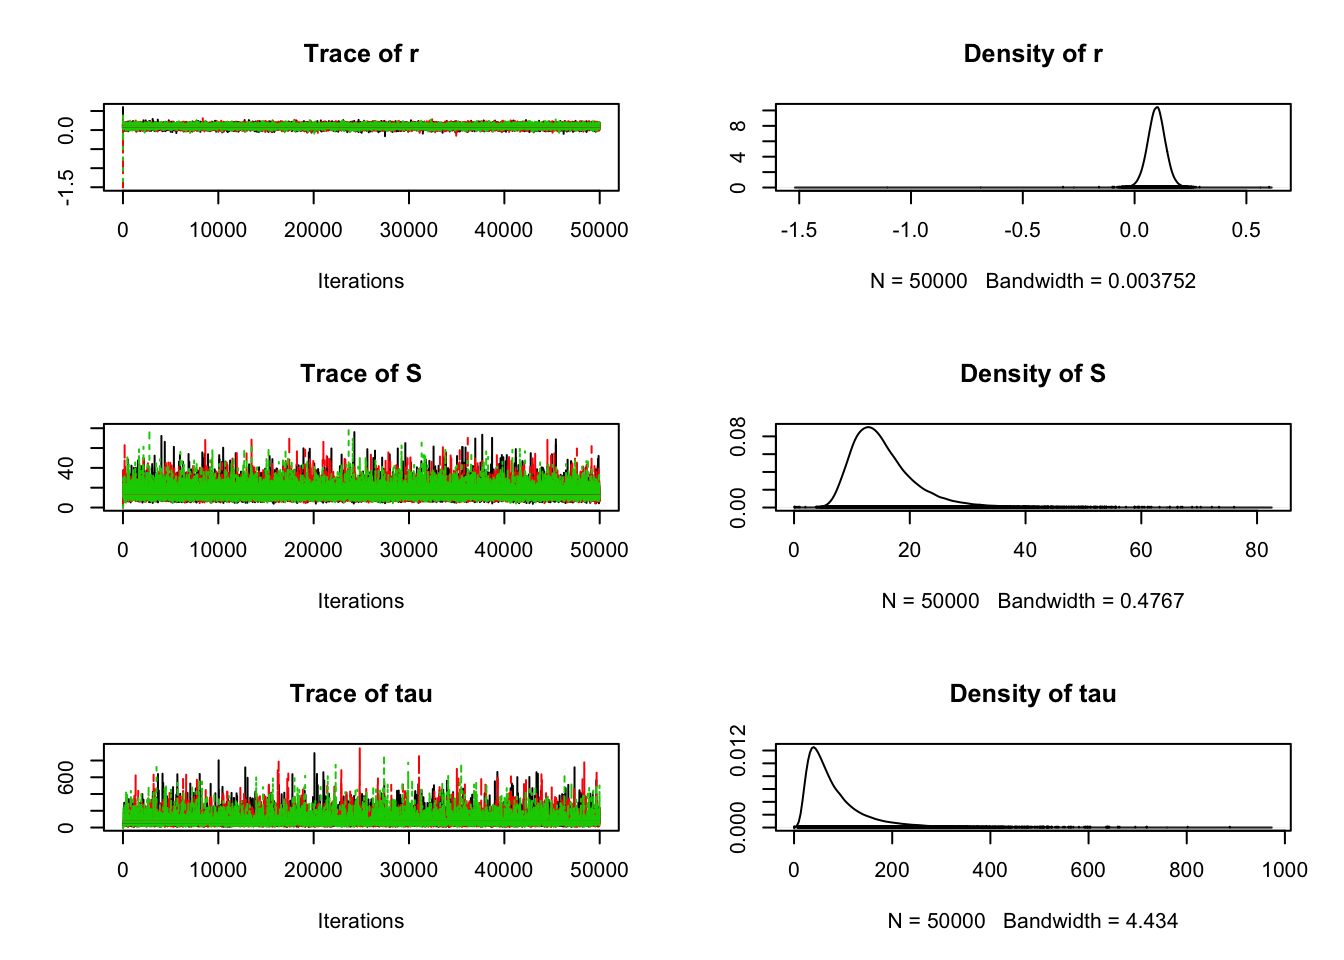 Trace of r
0.0
-1.5
0 10000 20000 30000 40000 50000
Iterations
Density of r
8
4
0
-1.5 -1.0 -0.5 0.0 0.5
N = 50000 Bandwidth = 0.003752
Trace of S
40
0
0 10000 20000 30000 40000 50000
Iterations
Density of S
0.08
0.00
0 20 40 60 80
N = 50000 Bandwidth = 0.4767
Trace of tau
600
0
0 10000 20000 30000 40000 50000
Iterations
Density of tau
0.012
0.000
0 200 400 600 800 1000
N = 50000 Bandwidth = 4.434